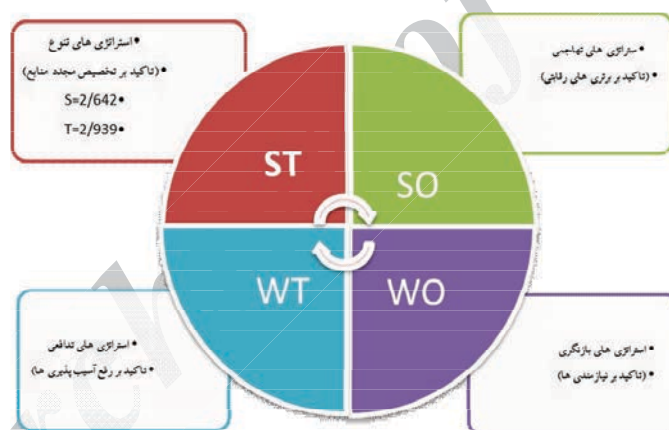 استراتژی های تنوع•
(تاکید بر تخصیص مجدد منابع)•
S=2/642•
T=2/939•
ستراتژی های تهاجمی•
(تاکید بر برتری های رقابتی)•
ST
SO
WT
WO
استراتژی های تدافعی•
تاکید بر رفع آسیب پذیری ها)•
استراتژی های بازنگری•
(تاکید بر نیازمندی ها)•